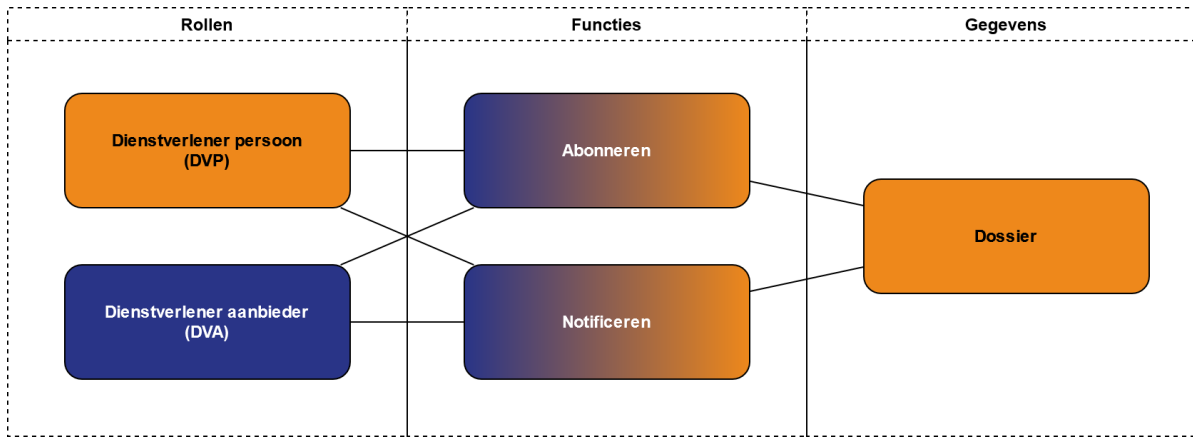 Rollen
Functies
Gegevens
Dienstverlener persoon
(DVP)
Abonneren
Dossier
Dienstverlener aanbieder
(DVA)
Notificeren